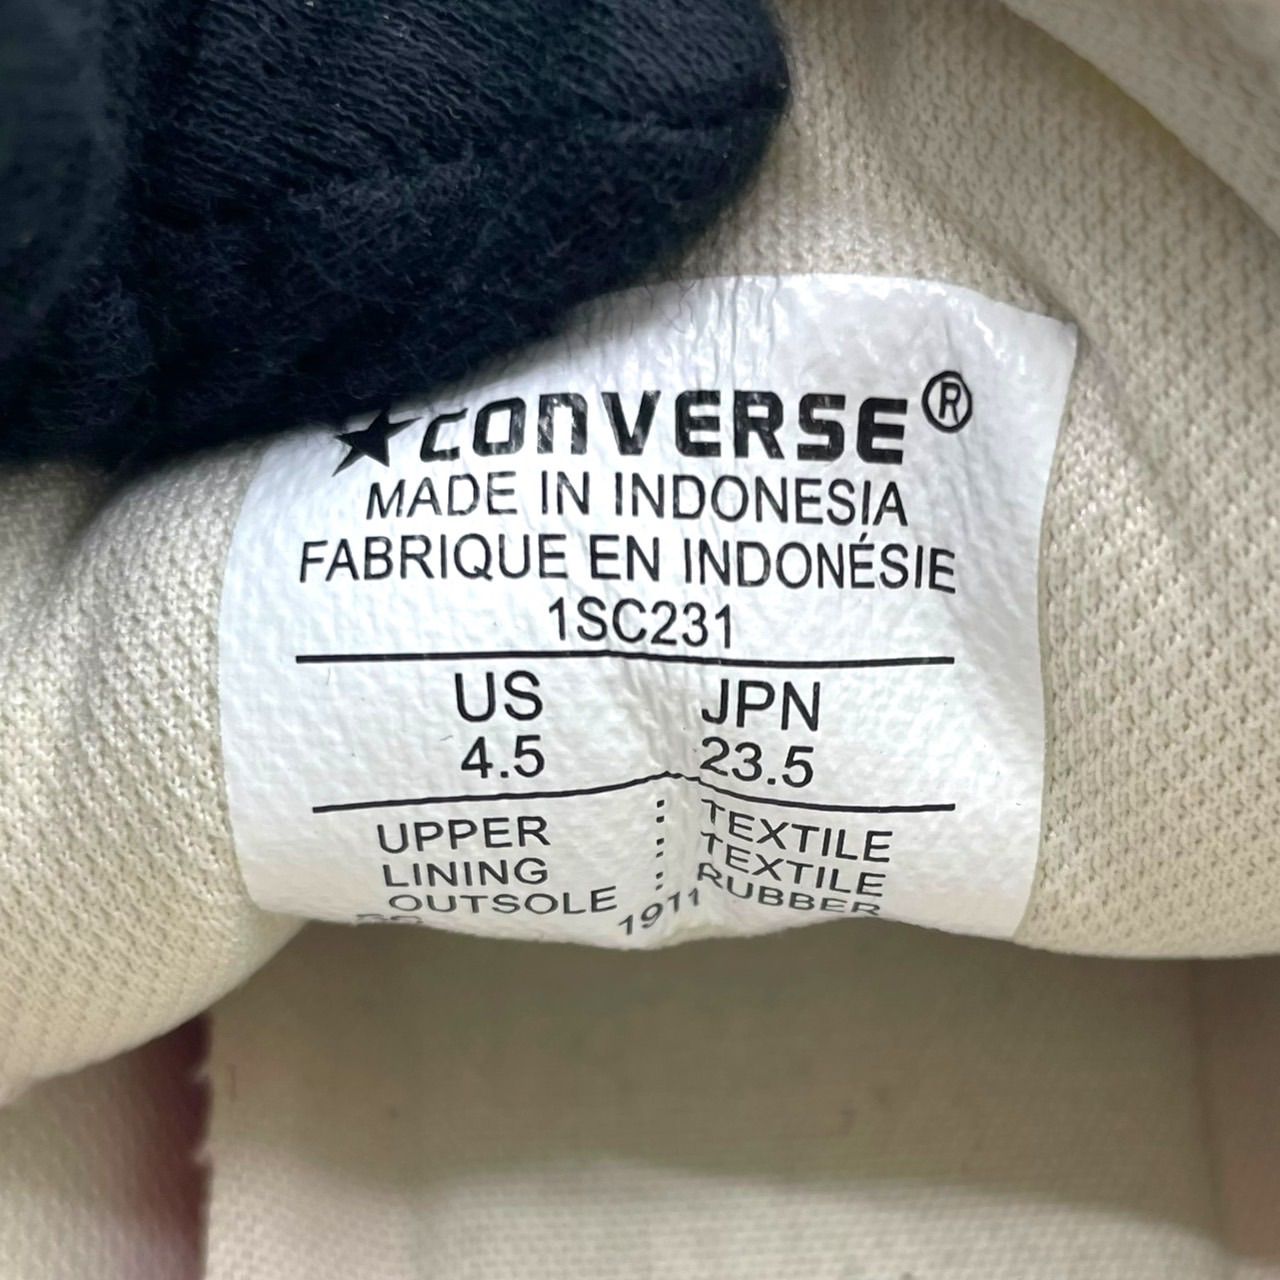 ★CONVERSE®
MADE IN INDONESIA
FABRIQUE EN INDONÉSIE
1SC231
US JPN
4.5 23.5
UPPER : TEXTILE
LINING : TEXTILE
OUTSOLE : RUBBER
1911